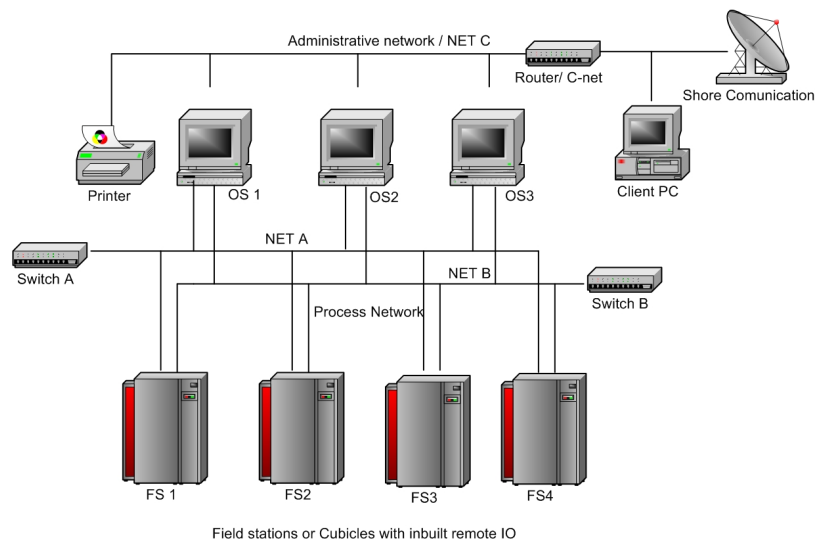 Administrative network / NET C
Router/ C-net
Shore Comunication
Printer
OS 1
OS2
OS3
Client PC
NET A
Switch A
NET B
Switch B
Process Network
FS 1
FS2
FS3
FS4
Field stations or Cubicles with inbuilt remote IO